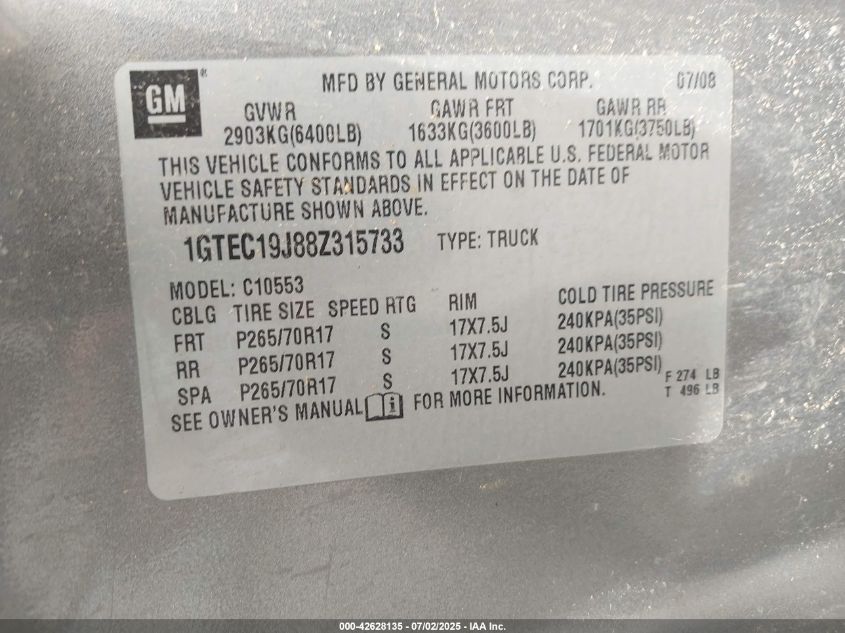 GM ®
MFD BY GENERAL MOTORS CORP. 07/08
GVWR GAWR FRT GAWR RR
2903KG(6400LB) 1633KG(3600LB) 1701KG(3750LB)
THIS VEHICLE CONFORMS TO ALL APPLICABLE U.S. FEDERAL MOTOR
VEHICLE SAFETY STANDARDS IN EFFECT ON THE DATE OF
MANUFACTURE SHOWN ABOVE.
1GTEC19J88Z315733 TYPE: TRUCK
MODEL: C10553
CBLG TIRE SIZE SPEED RTG RIM COLD TIRE PRESSURE
FRT P265/70R17 S 17X7.5J 240KPA(35PSI)
RR P265/70R17 S 17X7.5J 240KPA(35PSI)
SPA P265/70R17 S 17X7.5J 240KPA(35PSI)
F 274 LB
T 496 LB
SEE OWNER'S MANUAL i FOR MORE INFORMATION.
000-42628135 - 07/02/2025 - IAA Inc.